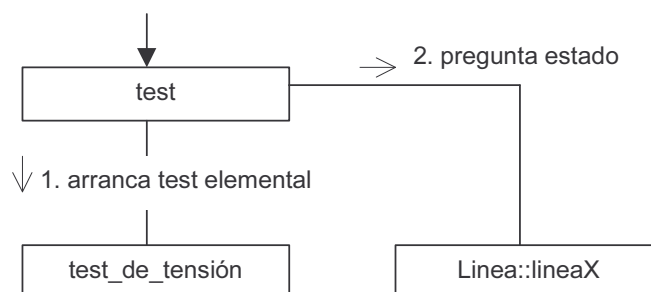 2. pregunta estado
test
1. arranca test elemental
test_de_tensión
Linea::lineaX